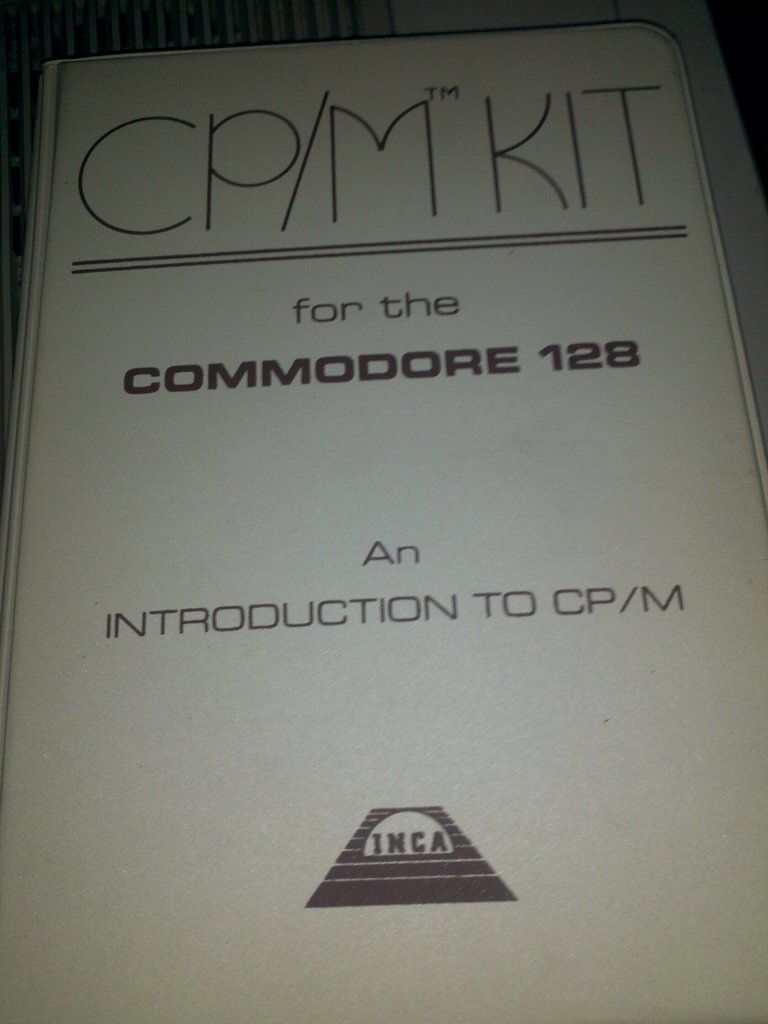 CP/M™ KIT
for the
COMMODORE 128
An
INTRODUCTION TO CP/M
INCA